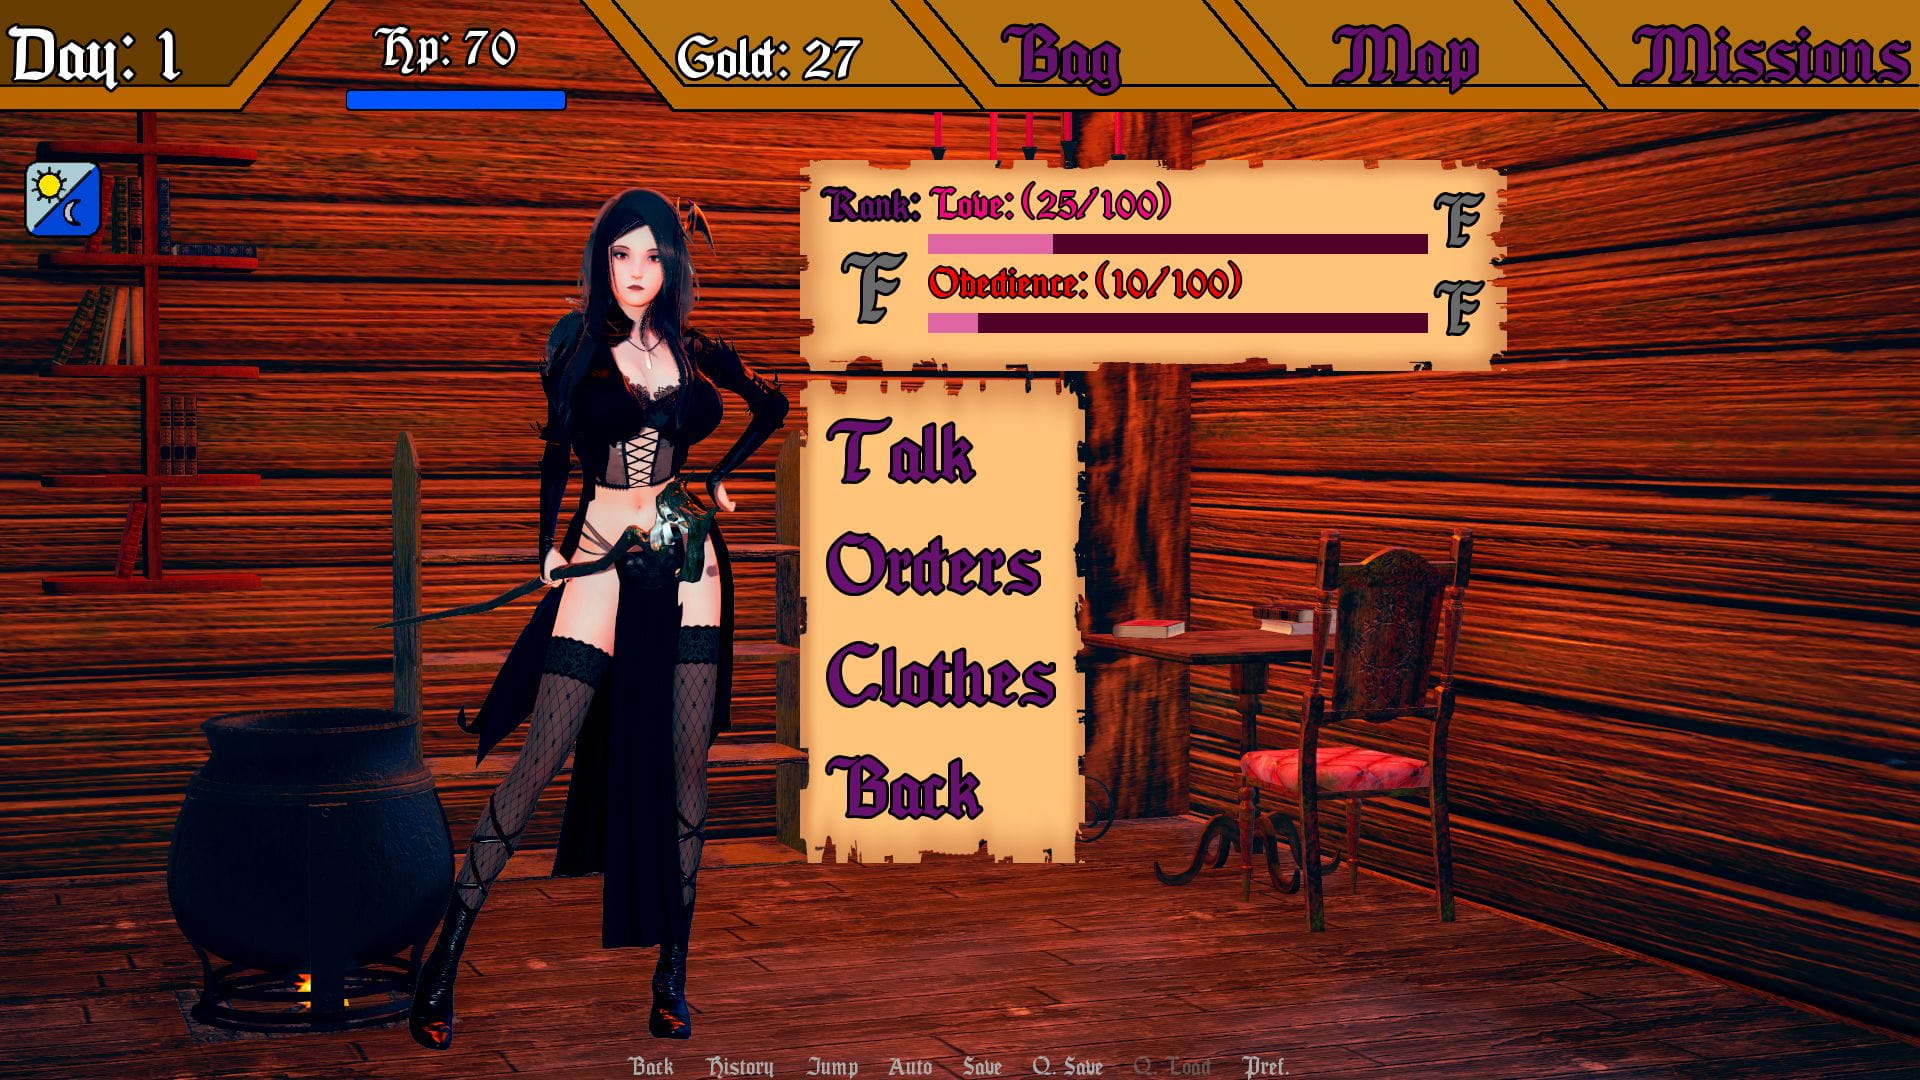 Day: 1
Hp: 70
Gold: 27
Bag
Map
Missions
Rank: Love: (25/100)
F
F
Obedience: (10/100)
F
Talk
Orders
Clothes
Back
Back History Jump Auto Save Q. Save Q. Load Pref.